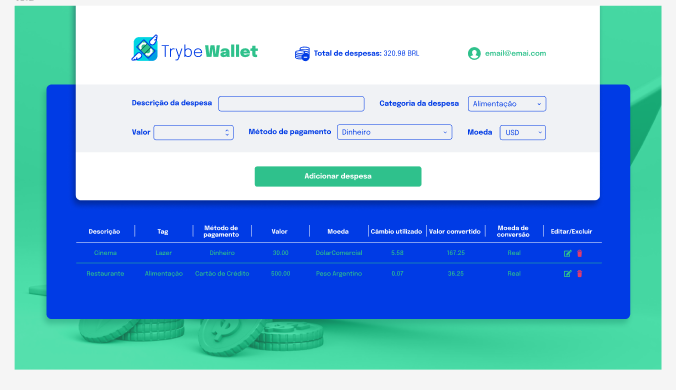 Trybe Wallet
Total de despesas: 320.98 BRL
email@emai.com
Descrição da despesa
Categoria da despesa Alimentação
Valor
Método de pagamento Dinheiro
Moeda USD
Adicionar despesa
Descrição Tag Método de pagamento Valor Moeda Câmbio utilizado Valor convertido Moeda de conversão Editar/Excluir
Cinema Lazer Dinheiro 30.00 DólarComercial 5.58 167.25 Real
Restaurante Alimentação Cartão de Crédito 500,00 Peso Argentino 0.07 36,25 Real